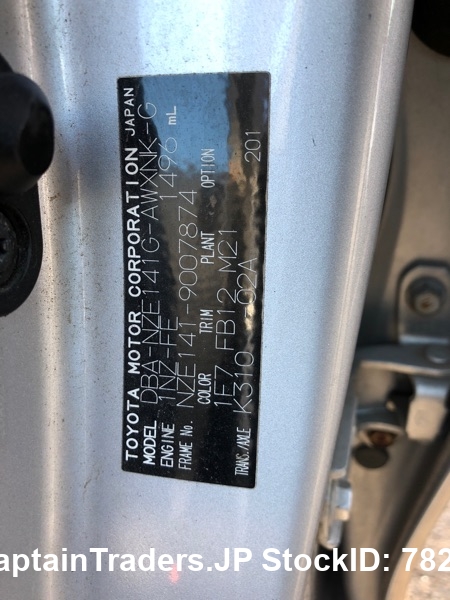 TOYOTA MOTOR CORPORATION JAPAN
MODEL DBA-NZE141G-AWXNK-G
ENGINE 1NZ-FE 1496 mL
FRAME No. NZE141-9007874
COLOR TRIM PLANT OPTION
1F7 FB12 M21
TRANS./AXLE K310 -02A 201
aptainTraders.JP StockID: 782